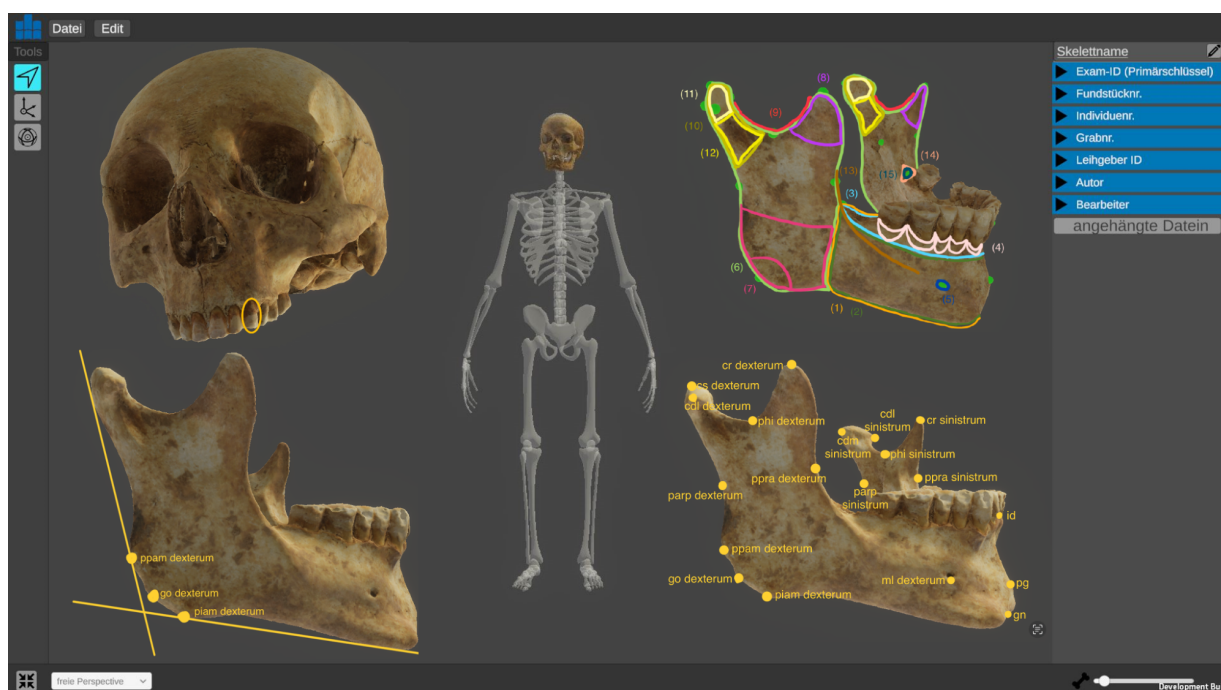 Datei Edit
Tools
Skelettname
Exam-ID (Primärschlüssel)
Fundstücknr.
Individuenr.
Grabnr.
Leihgeber ID
Autor
Bearbeiter
angehängte Datein
(8)
(11)
(9)
(10)
(12)
(14)
(13)
(15)
(3)
(4)
(6)
(7)
(5)
(1) (2)
ppam dexterum
go dexterum
piam dexterum
cr dexterum
cs dexterum
cdl dexterum
phi dexterum
cdl
sinistrum
cr sinistrum
cdm
sinistrum
phi sinistrum
ppra dexterum
ppra sinistrum
parp dexterum
parp
sinistrum
id
ppam dexterum
go dexterum
ml dexterum
pg
piam dexterum
gn
freie Perspective
Development Bu